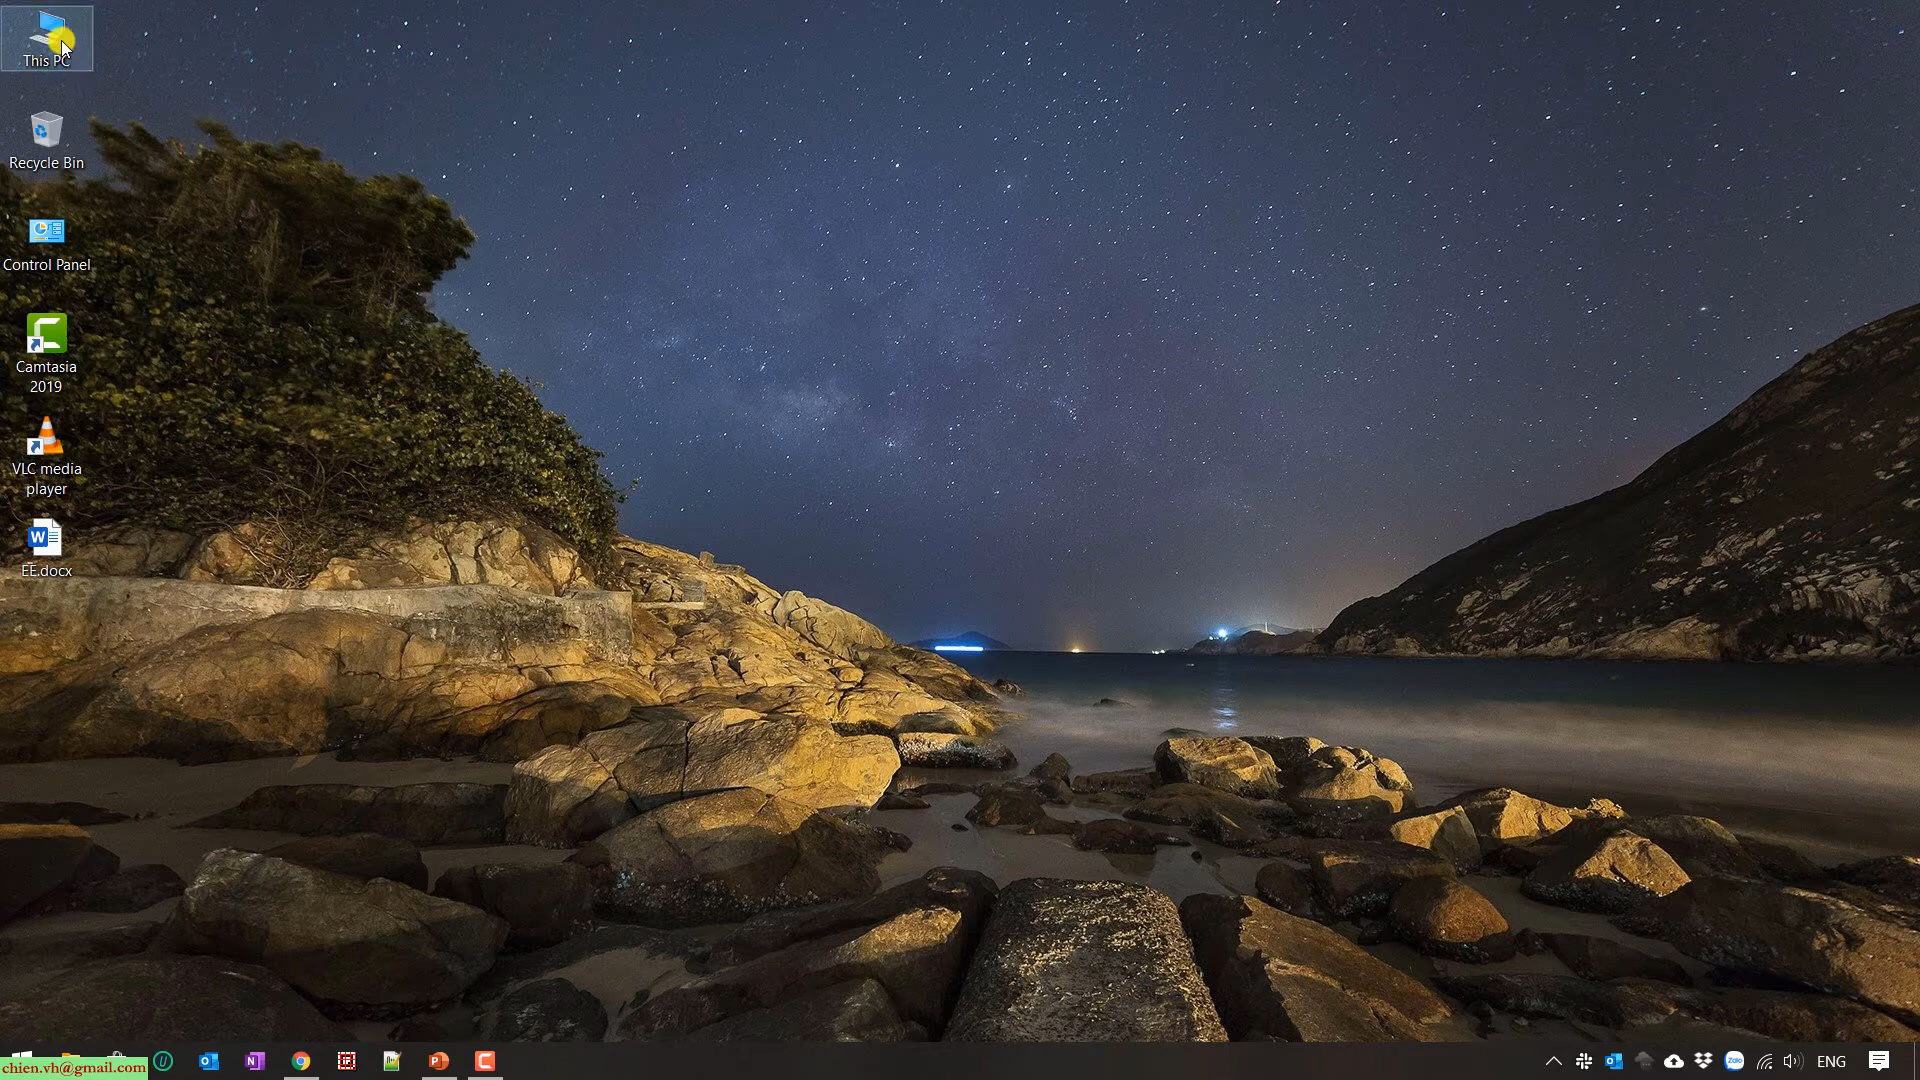 This PC
Recycle Bin
Control Panel
Camtasia
2019
VLC media
player
EE.docx
chien.vh@gmail.com
ENG